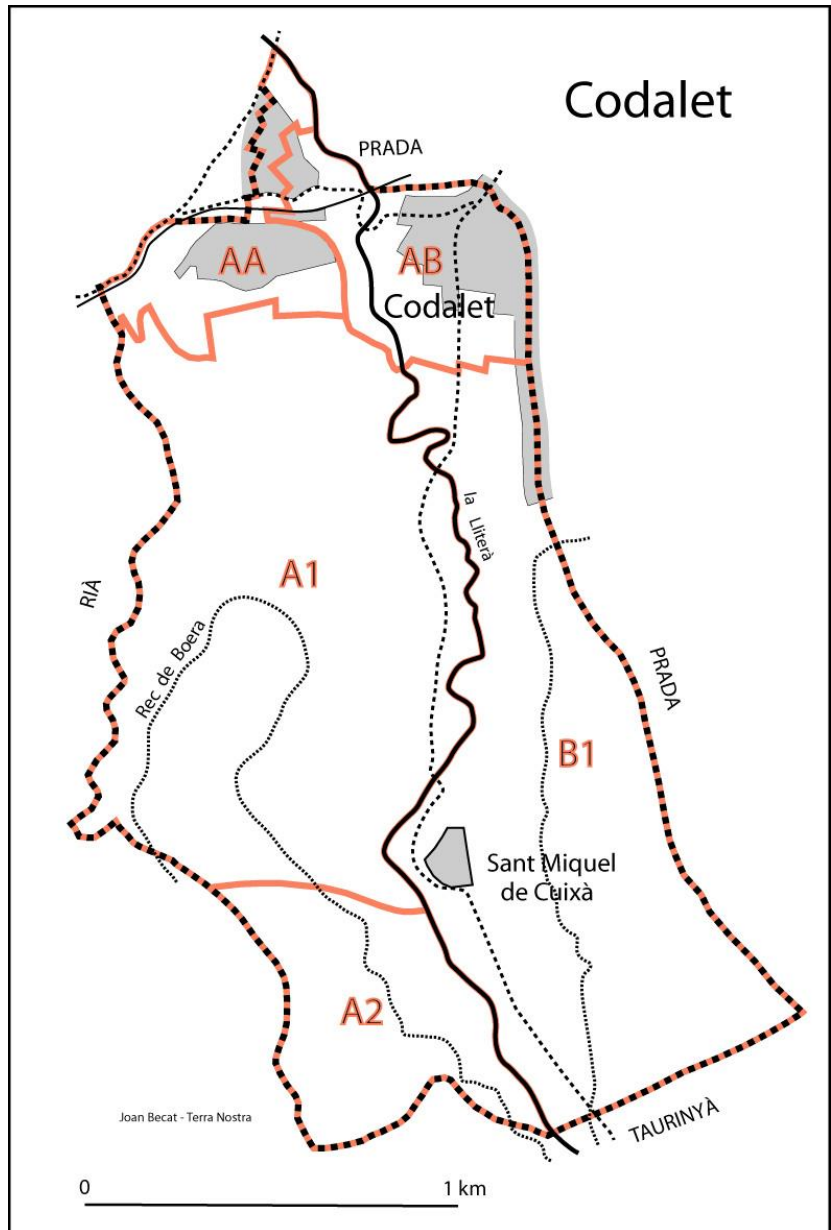 Codalet
PRADA
AA
AB
Codalet
la Lliterà
A1
RIÀ
Rec de Boera
PRADA
B1
Sant Miquel
de Cuixà
A2
Joan Becat - Terra Nostra
TAURINYÀ
0 1 km